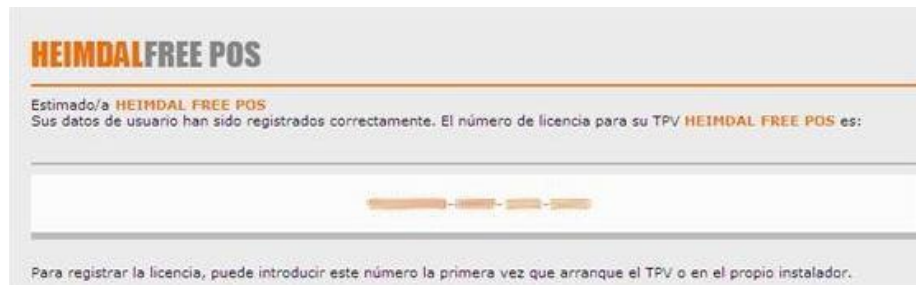 HEIMDALFREE POS
Estimado/a HEIMDAL FREE POS
Sus datos de usuario han sido registrados correctamente. El número de licencia para su TPV HEIMDAL FREE POS es:
Para registrar la licencia, puede introducir este número la primera vez que arranque el TPV o en el propio instalador.